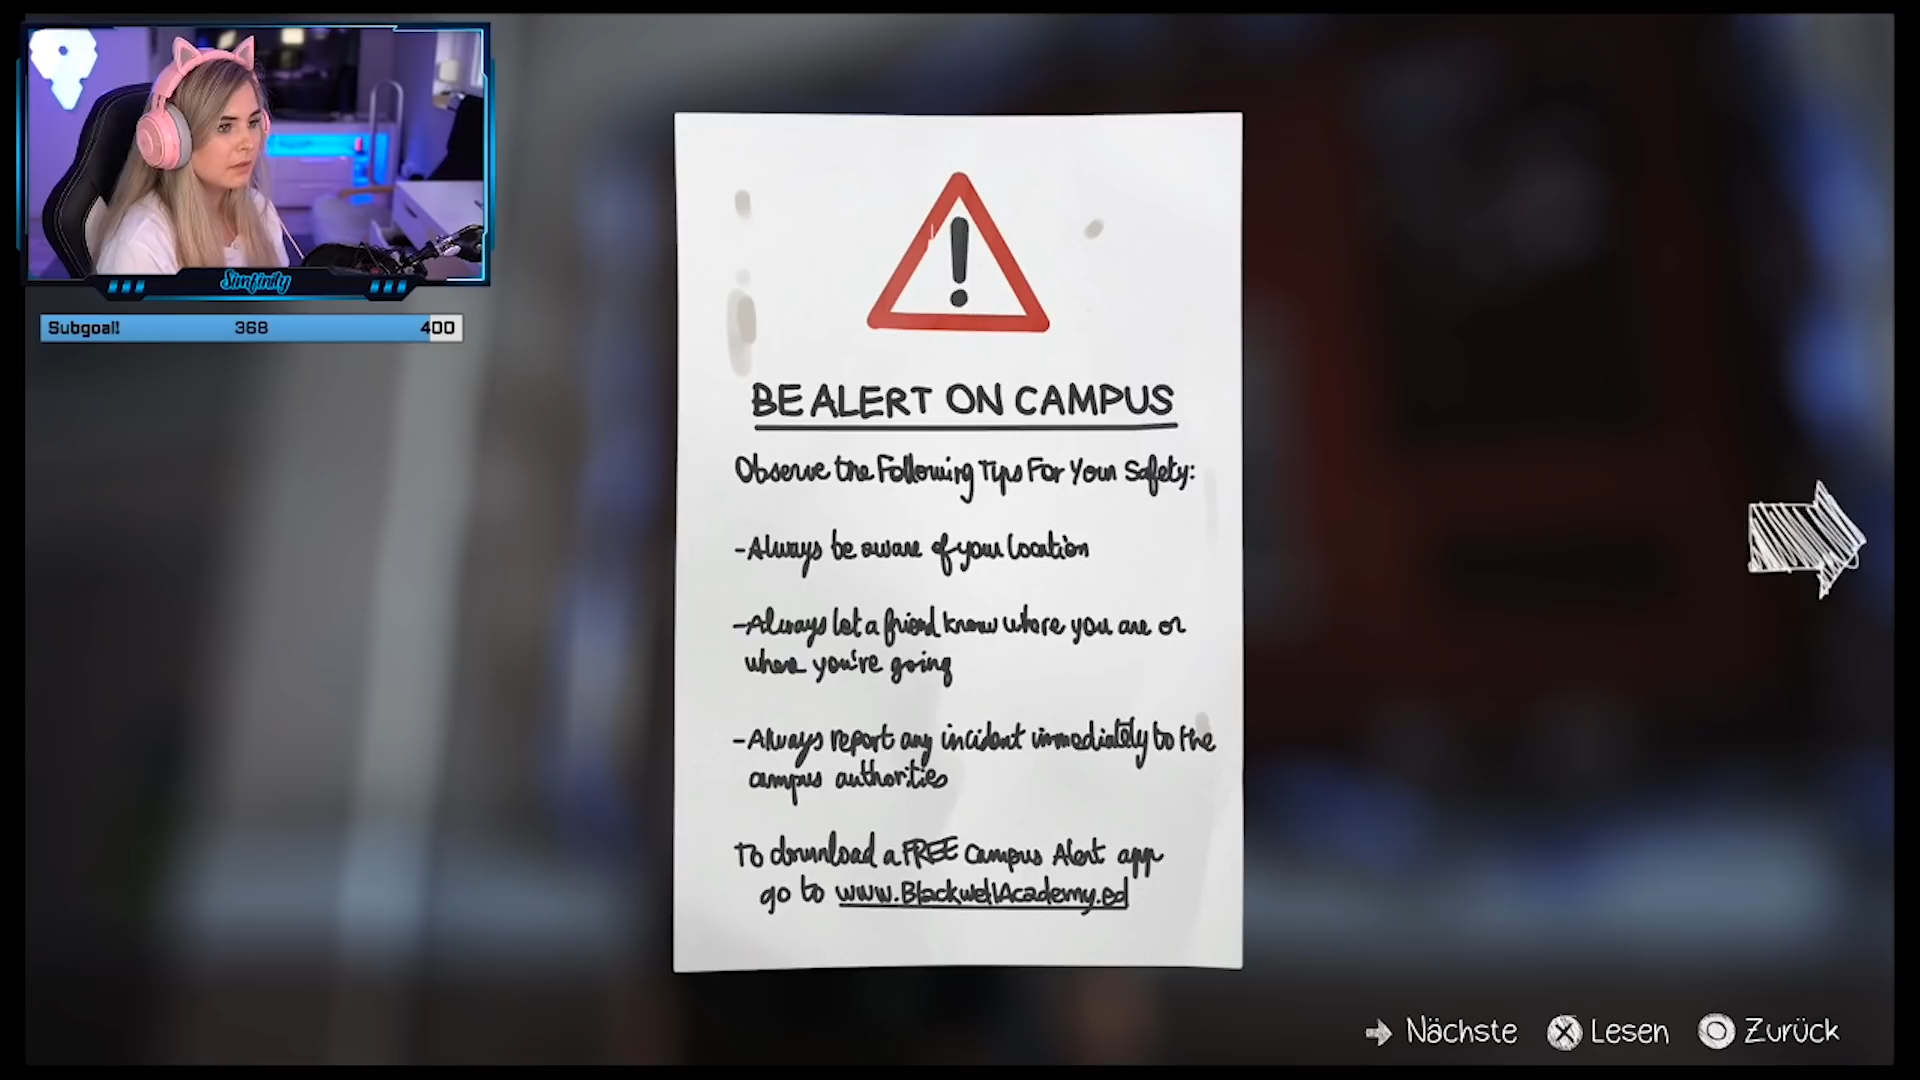 Simfinity
Subgoal! 368 400
BE ALERT ON CAMPUS
Observe the Following Tips For Your Safety:
-Always be aware of your location
-Always let a friend know where you are or
where you're going
-Always report any incident immediately to the
campus authorities
To download a FREE Campus Alert app
go to www.BlackwellAcademy.ed
Nächste Lesen Zurück